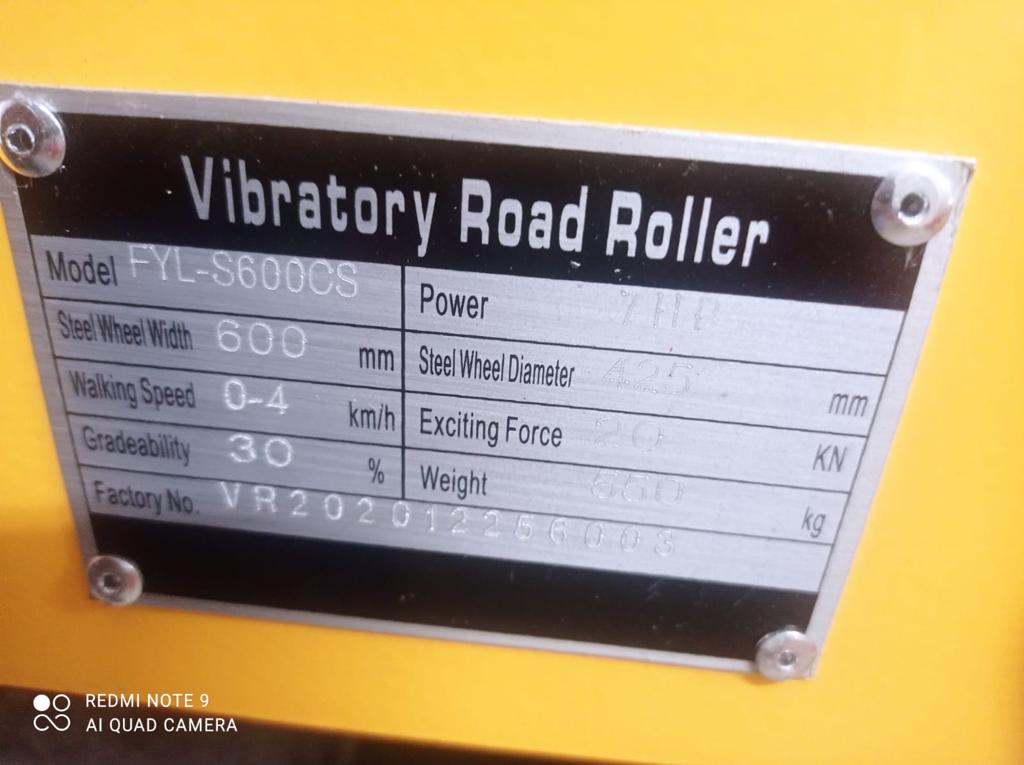 Vibratory Road Roller
Model FYL-S600CS
Power 7HP
Steel Wheel Width 600 mm
Steel Wheel Diameter 425 mm
Walking Speed 0-4 km/h
Exciting Force 20 KN
Gradeability 30 %
Weight kg
Factory No. VR202012256003
REDMI NOTE 9
AI QUAD CAMERA